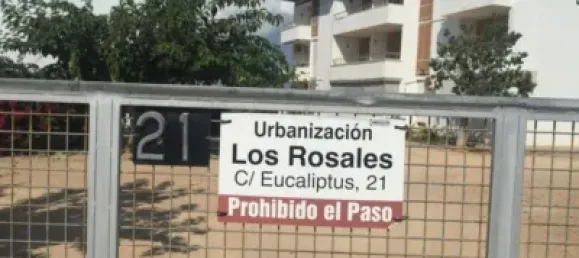 21
Urbanización
Los Rosales
C/ Eucaliptus, 21
Prohibido el Paso